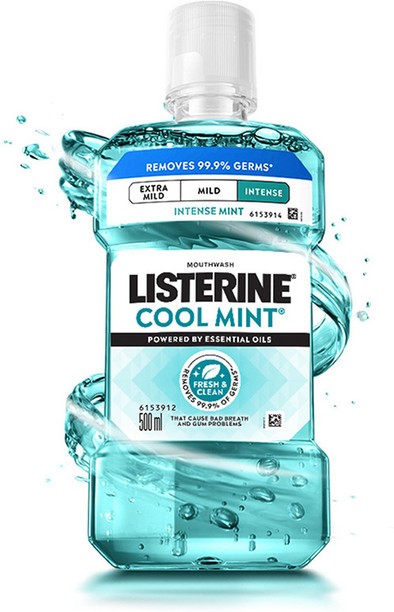 REMOVES 99.9% GERMS*
EXTRA MILD
MILD
INTENSE
INTENSE MINT 6153914
MOUTHWASH
LISTERINE®
COOL MINT®
POWERED BY ESSENTIAL OILS
FRESH & CLEAN
REMOVES 99.9% OF GERMS*
6153912
500 ml
THAT CAUSE BAD BREATH
AND GUM PROBLEMS